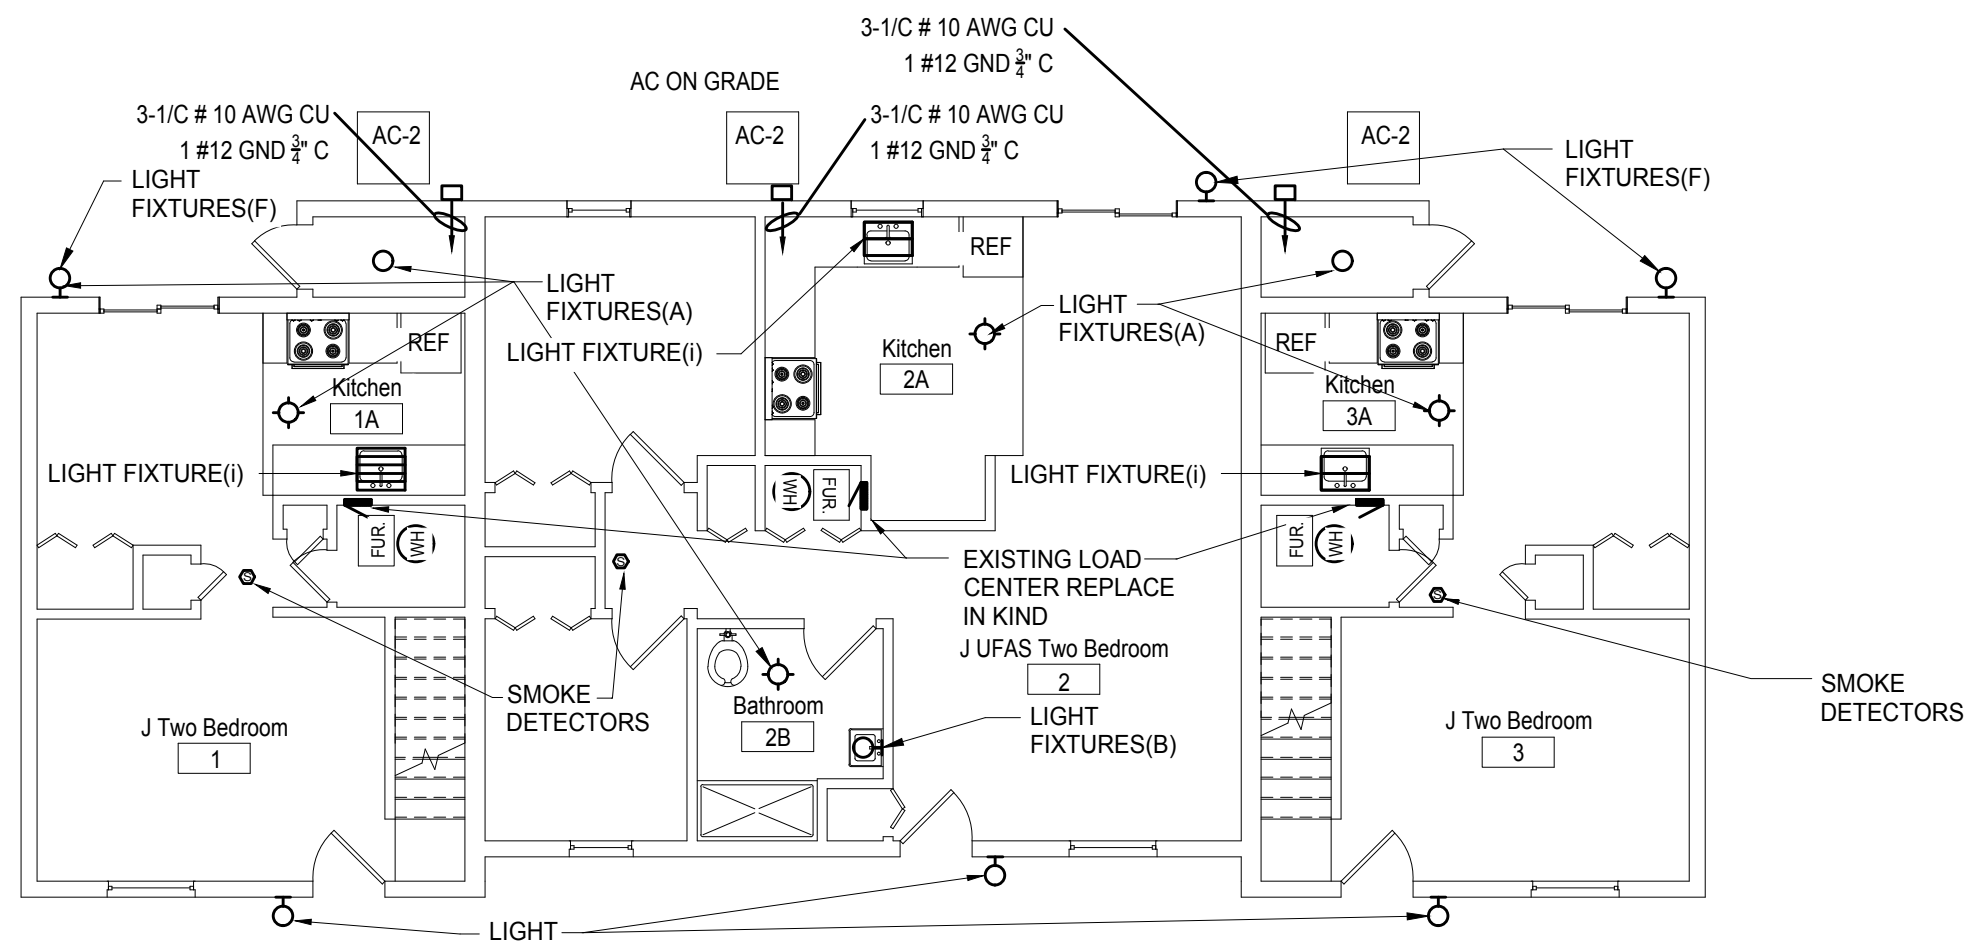 3-1/C # 10 AWG CU
1 #12 GND 3/4" C
AC ON GRADE
3-1/C # 10 AWG CU
1 #12 GND 3/4" C
AC-2
AC-2
3-1/C # 10 AWG CU
1 #12 GND 3/4" C
AC-2
LIGHT
FIXTURES(F)
LIGHT
FIXTURES(F)
REF
LIGHT
FIXTURES(A)
LIGHT
FIXTURES(A)
REF
LIGHT FIXTURE(i)
Kitchen
2A
REF
Kitchen
1A
Kitchen
3A
LIGHT FIXTURE(i)
LIGHT FIXTURE(i)
WH
FUR.
FUR.
WH
FUR.
WH
S
S
S
EXISTING LOAD
CENTER REPLACE
IN KIND
J UFAS Two Bedroom
2
SMOKE
DETECTORS
SMOKE
DETECTORS
Bathroom
2B
LIGHT
FIXTURES(B)
J Two Bedroom
1
J Two Bedroom
3
LIGHT